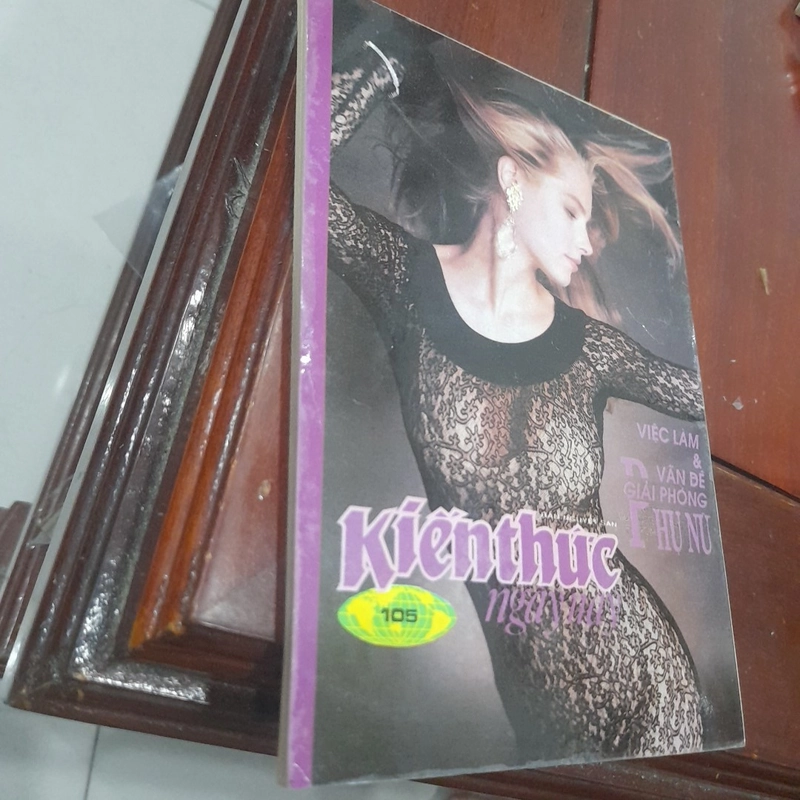 VIỆC LÀM
&
VẤN ĐỀ
GIẢI PHÓNG
PHỤ NỮ
Kiến thức
ngày nay
105